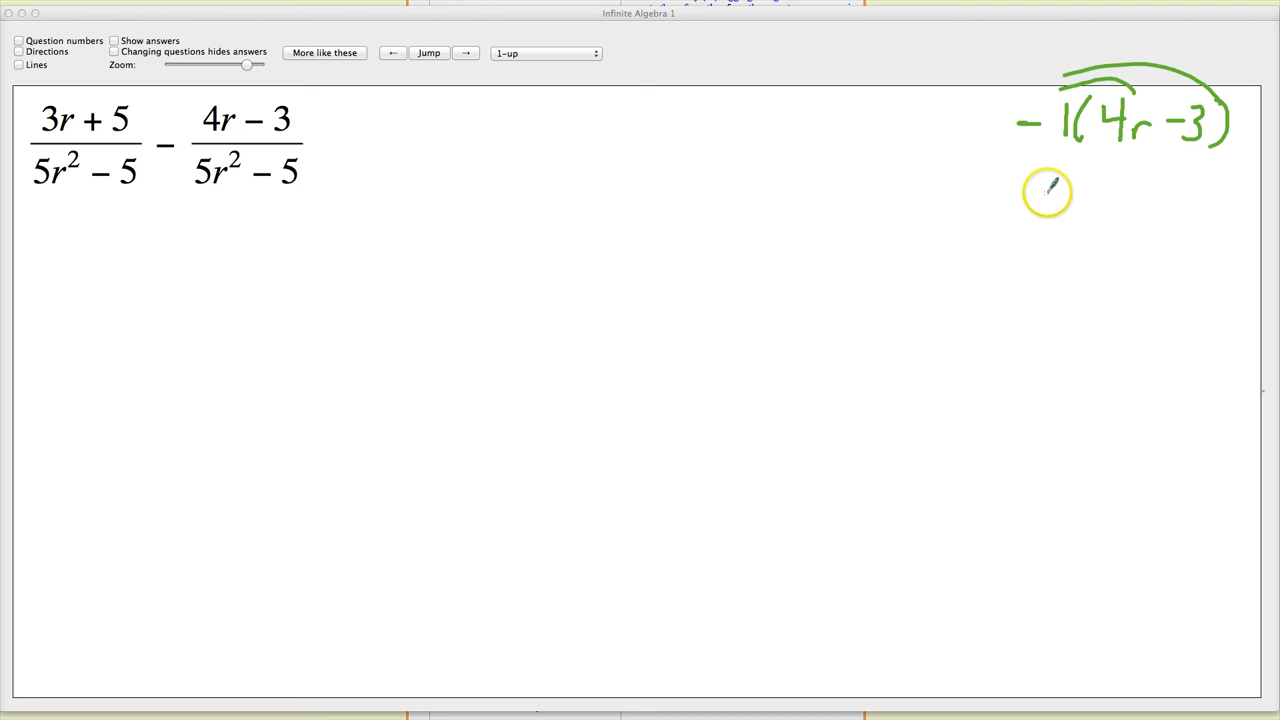 Infinite Algebra 1
Question numbers
Show answers
Directions
Changing questions hides answers
Lines
Zoom:
More like these
←
Jump
→
1-up
3r + 5
5r² − 5
−
4r − 3
5r² − 5
- 1(4r -3)